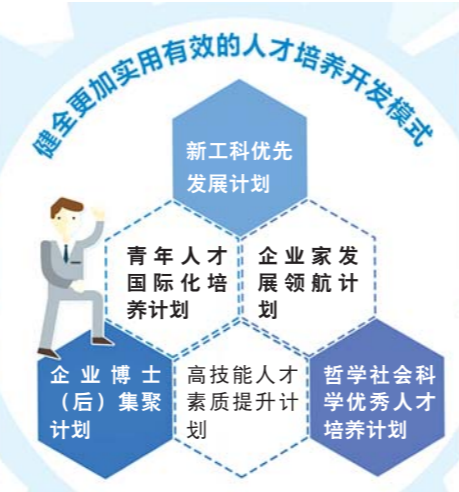 健全更加实用有效的人才培养开发模式
新工科优先
发展计划
青年人才
国际化培
养计划
企业家发
展领航计
划
企业博士
（后）集聚
计划
高技能人才
素质提升计
划
哲学社会科
学优秀人才
培养计划